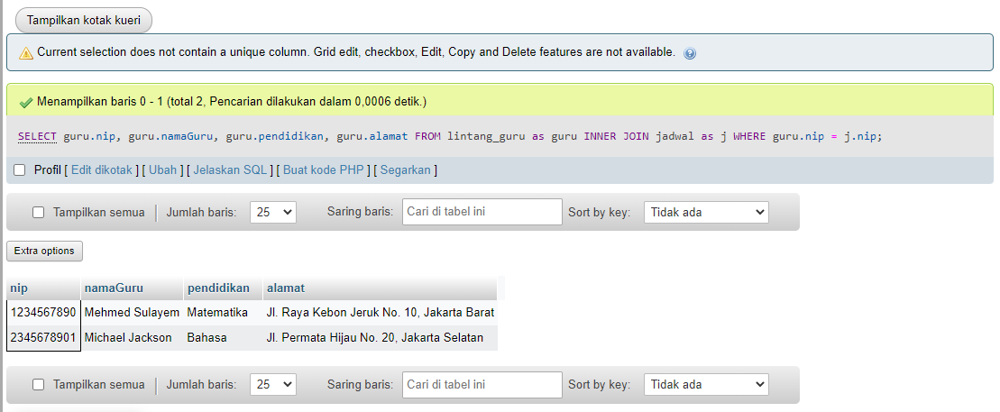 Tampilkan kotak kueri
Current selection does not contain a unique column. Grid edit, checkbox, Edit, Copy and Delete features are not available.
Menampilkan baris 0 - 1 (total 2, Pencarian dilakukan dalam 0,0006 detik.)
SELECT guru.nip, guru.namaGuru, guru.pendidikan, guru.alamat FROM lintang_guru as guru INNER JOIN jadwal as j WHERE guru.nip = j.nip;
Profil [ Edit dikotak ] [ Ubah ] [ Jelaskan SQL ] [ Buat kode PHP ] [ Segarkan ]
Tampilkan semua Jumlah baris: 25 Saring baris: Cari di tabel ini Sort by key: Tidak ada
Extra options
nip namaGuru pendidikan alamat
1234567890 Mehmed Sulayem Matematika Jl. Raya Kebon Jeruk No. 10, Jakarta Barat
2345678901 Michael Jackson Bahasa Jl. Permata Hijau No. 20, Jakarta Selatan
Tampilkan semua Jumlah baris: 25 Saring baris: Cari di tabel ini Sort by key: Tidak ada